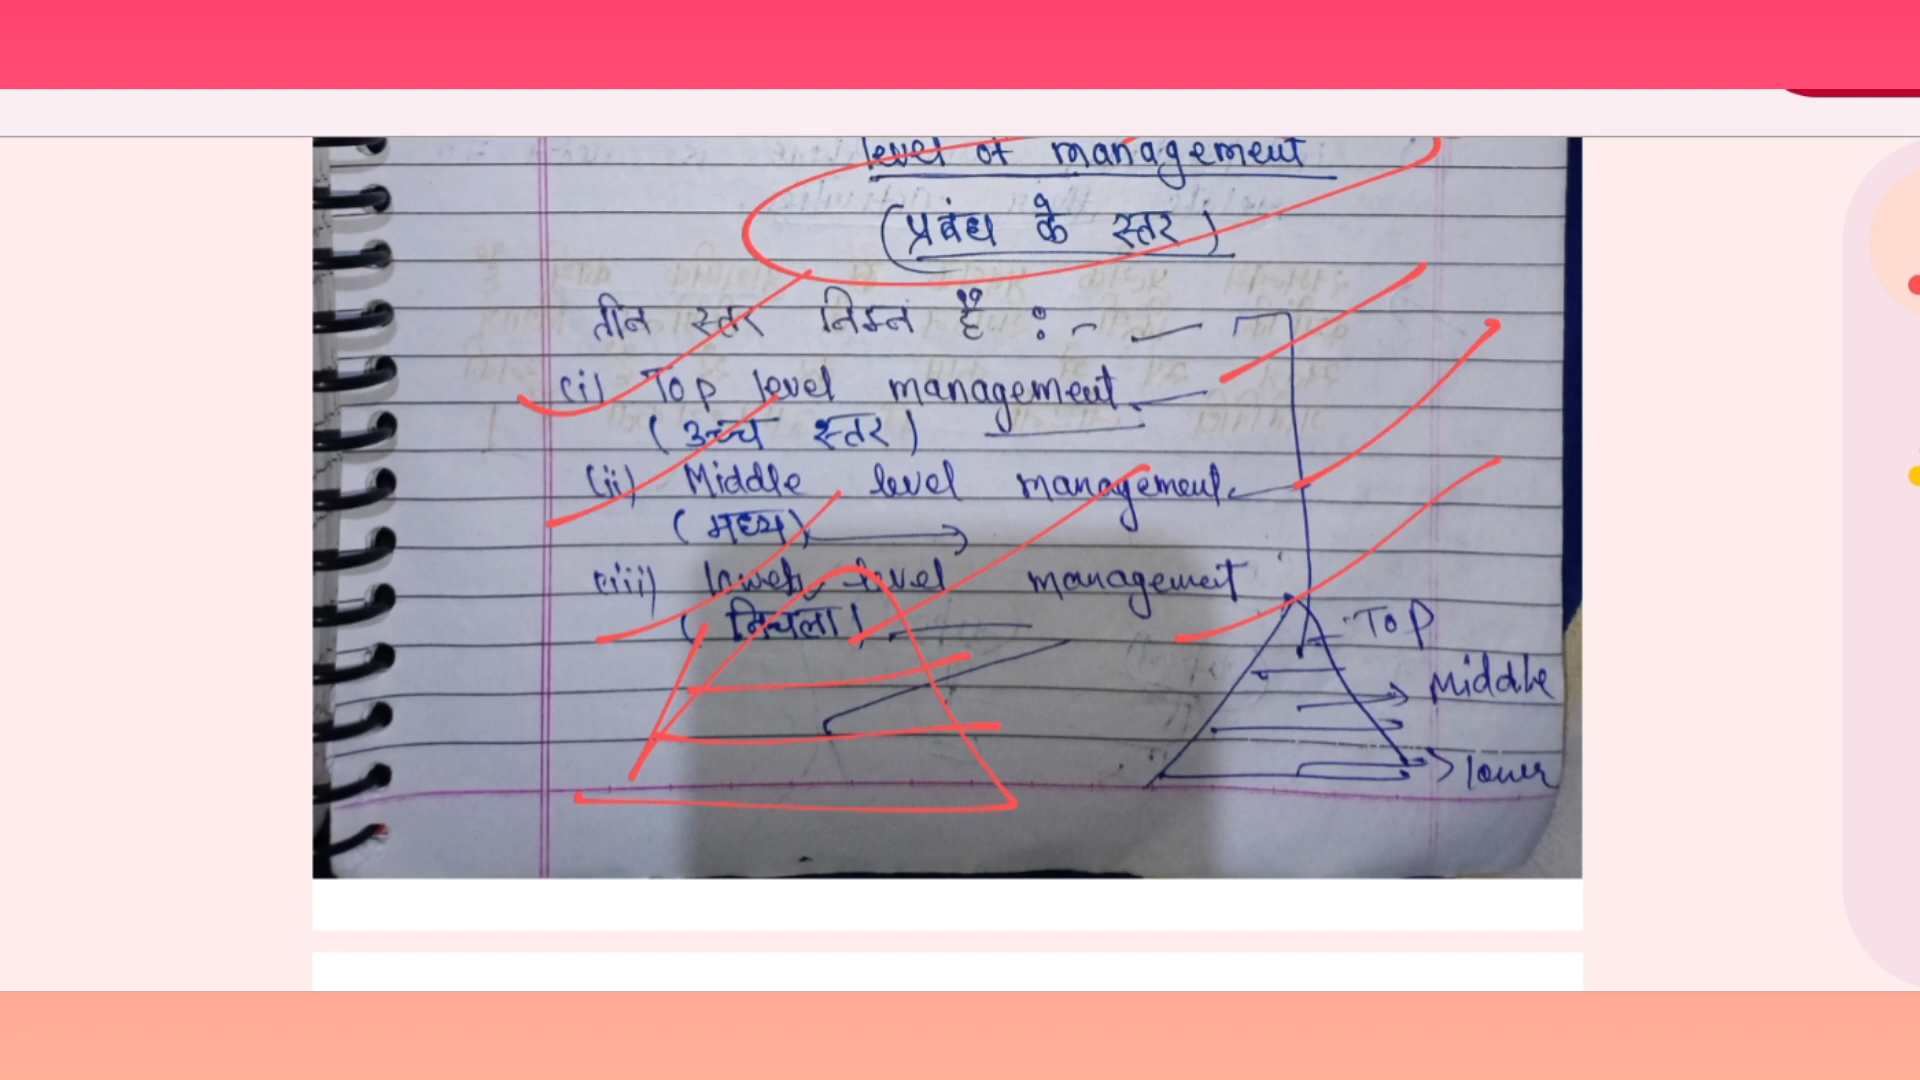 level of management
(प्रबंध के स्तर)
तीन स्तर निम्न है :-
(i) Top level management
(उच्च स्तर)
(ii) Middle level management
(मध्य)
(iii) lower level management
(निचला)
Top
Middle
lower